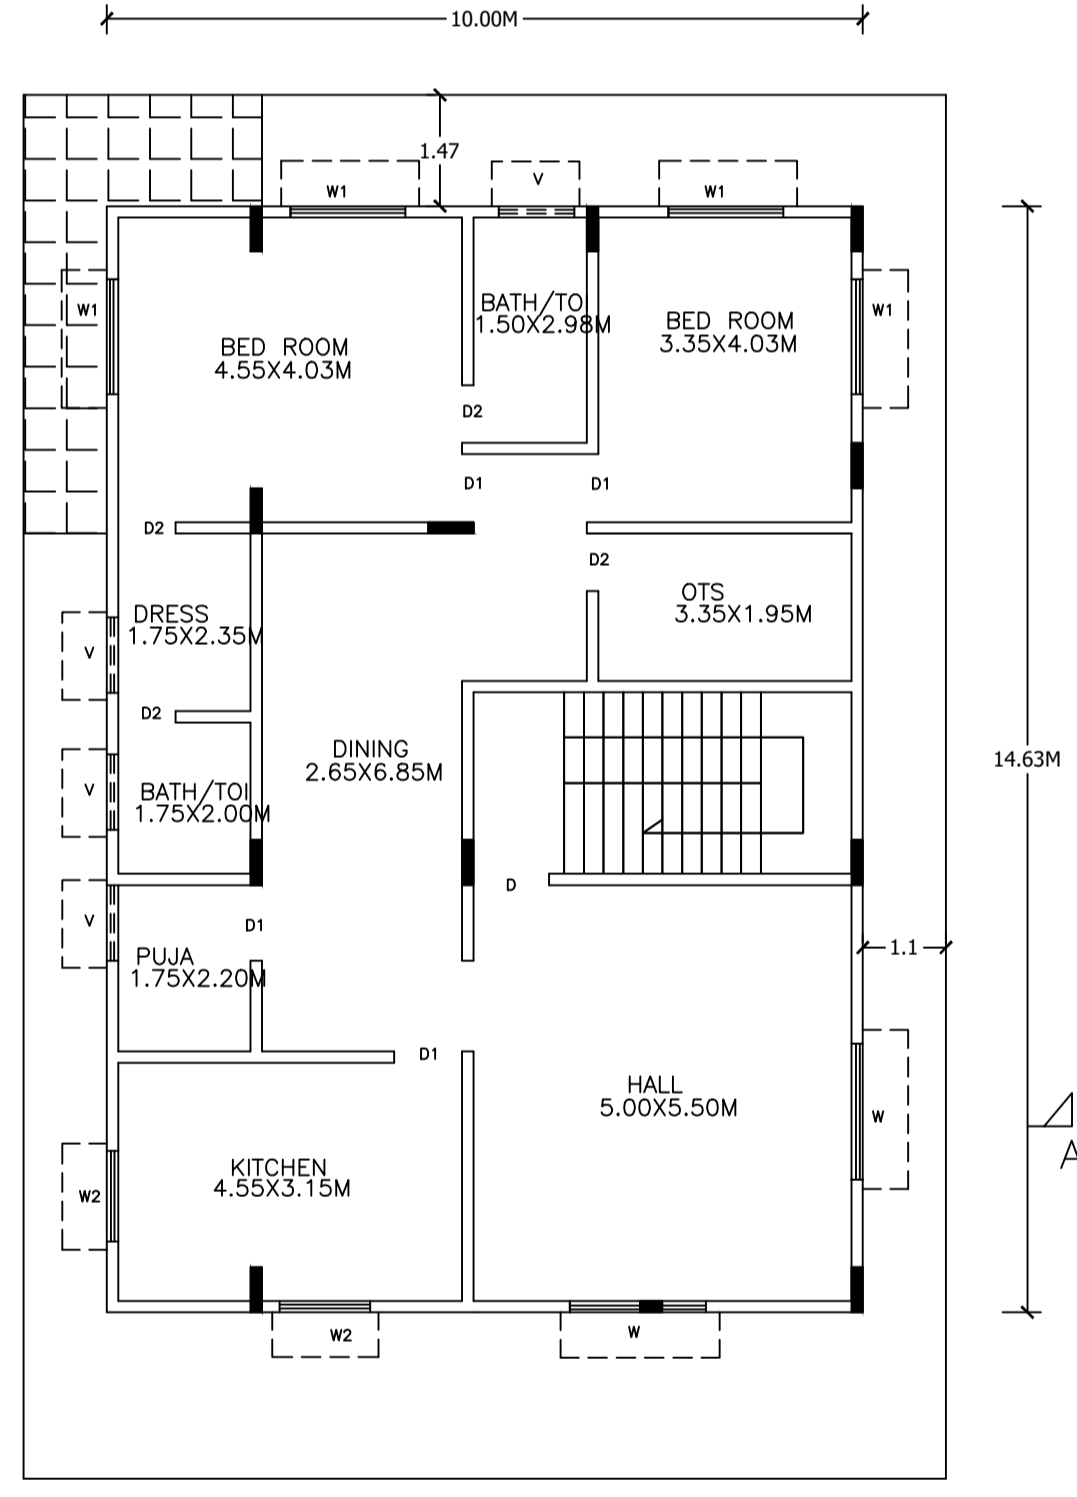 10.00M
1.47
W1
V
W1
W1
BATH/TO
1.50X2.98M
BED ROOM
3.35X4.03M
W1
BED ROOM
4.55X4.03M
D2
D1
D1
D2
D2
OTS
3.35X1.95M
DRESS
1.75X2.35M
V
D2
DINING
2.65X6.85M
14.63M
V
BATH/TOI
1.75X2.00M
D
V
D1
1.1
PUJA
1.75X2.20M
D1
HALL
5.00X5.50M
W
A
KITCHEN
4.55X3.15M
W2
W2
W